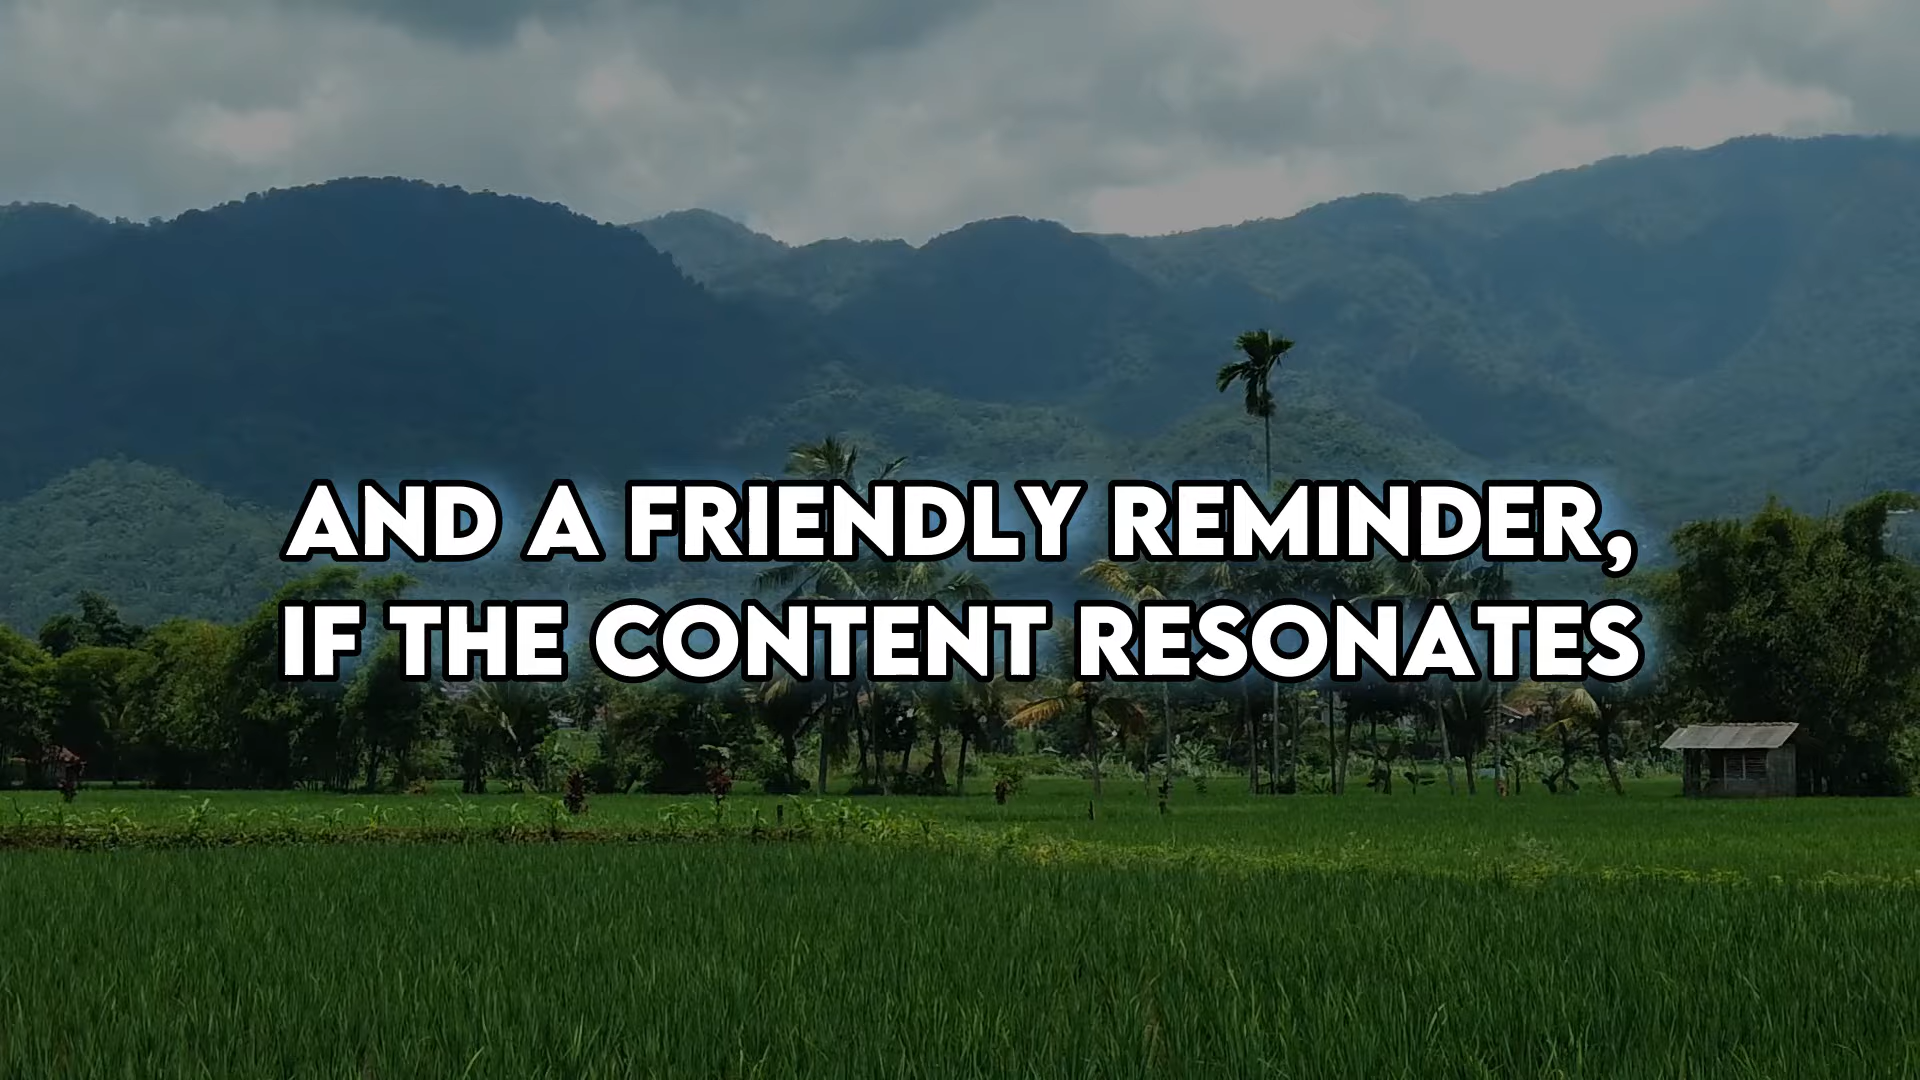 AND A FRIENDLY REMINDER,
IF THE CONTENT RESONATES